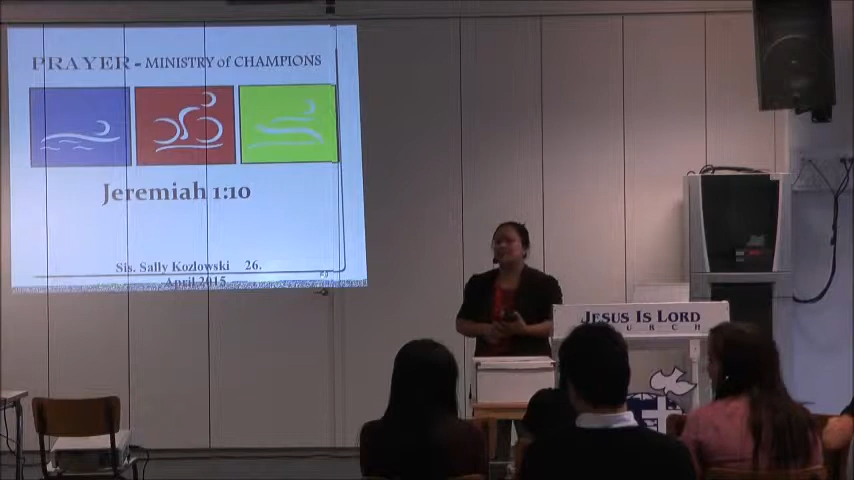 PRAYER - MINISTRY of CHAMPIONS
Jeremiah 1:10
Sis. Sally Kozlowski 26.
April 2015
JESUS IS LORD
CHURCH